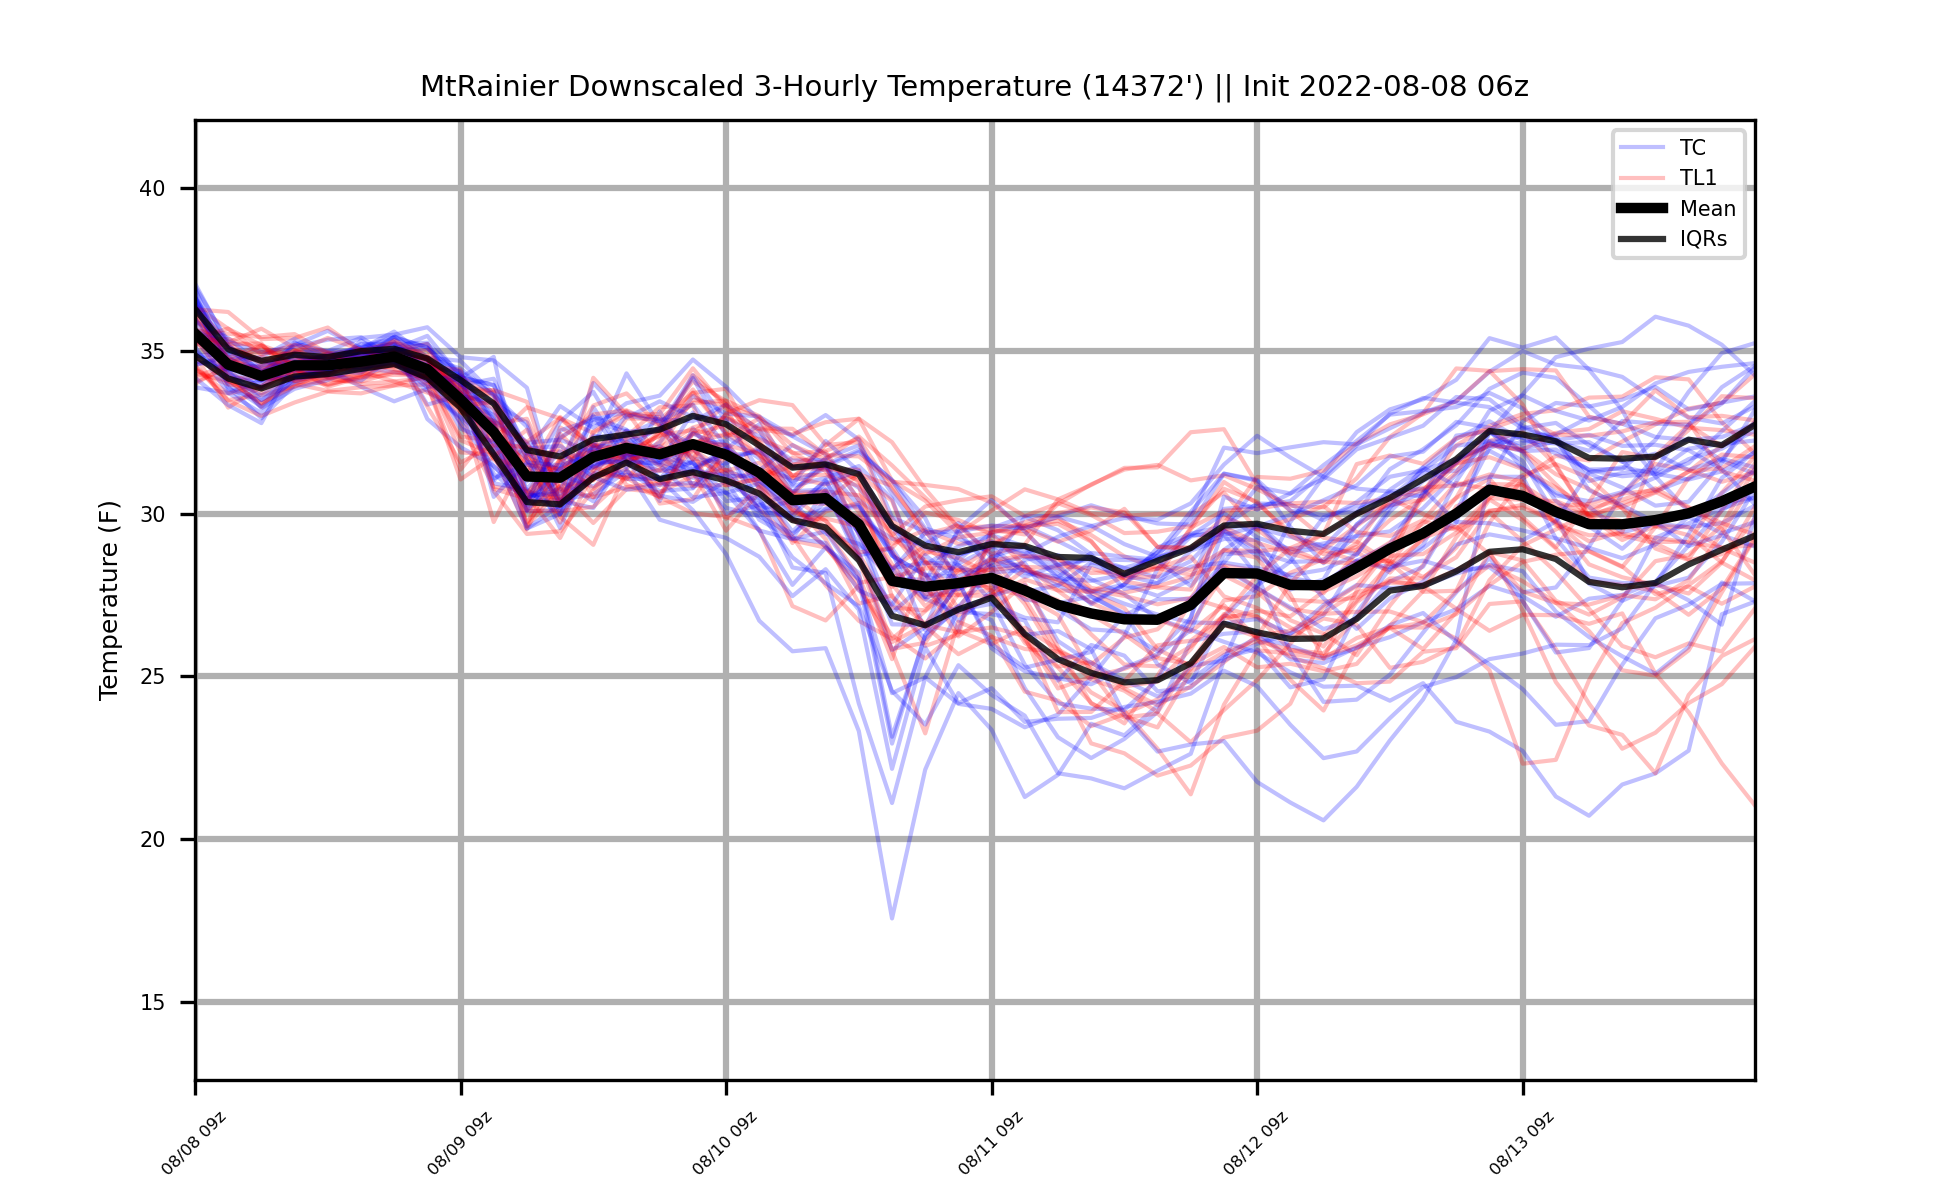 MtRainier Downscaled 3-Hourly Temperature (14372') || Init 2022-08-08 06z
TC
TL1
Mean
IQRs
Temperature (F)
40
35
30
25
20
15
08/08 09z
08/09 09z
08/10 09z
08/11 09z
08/12 09z
08/13 09z